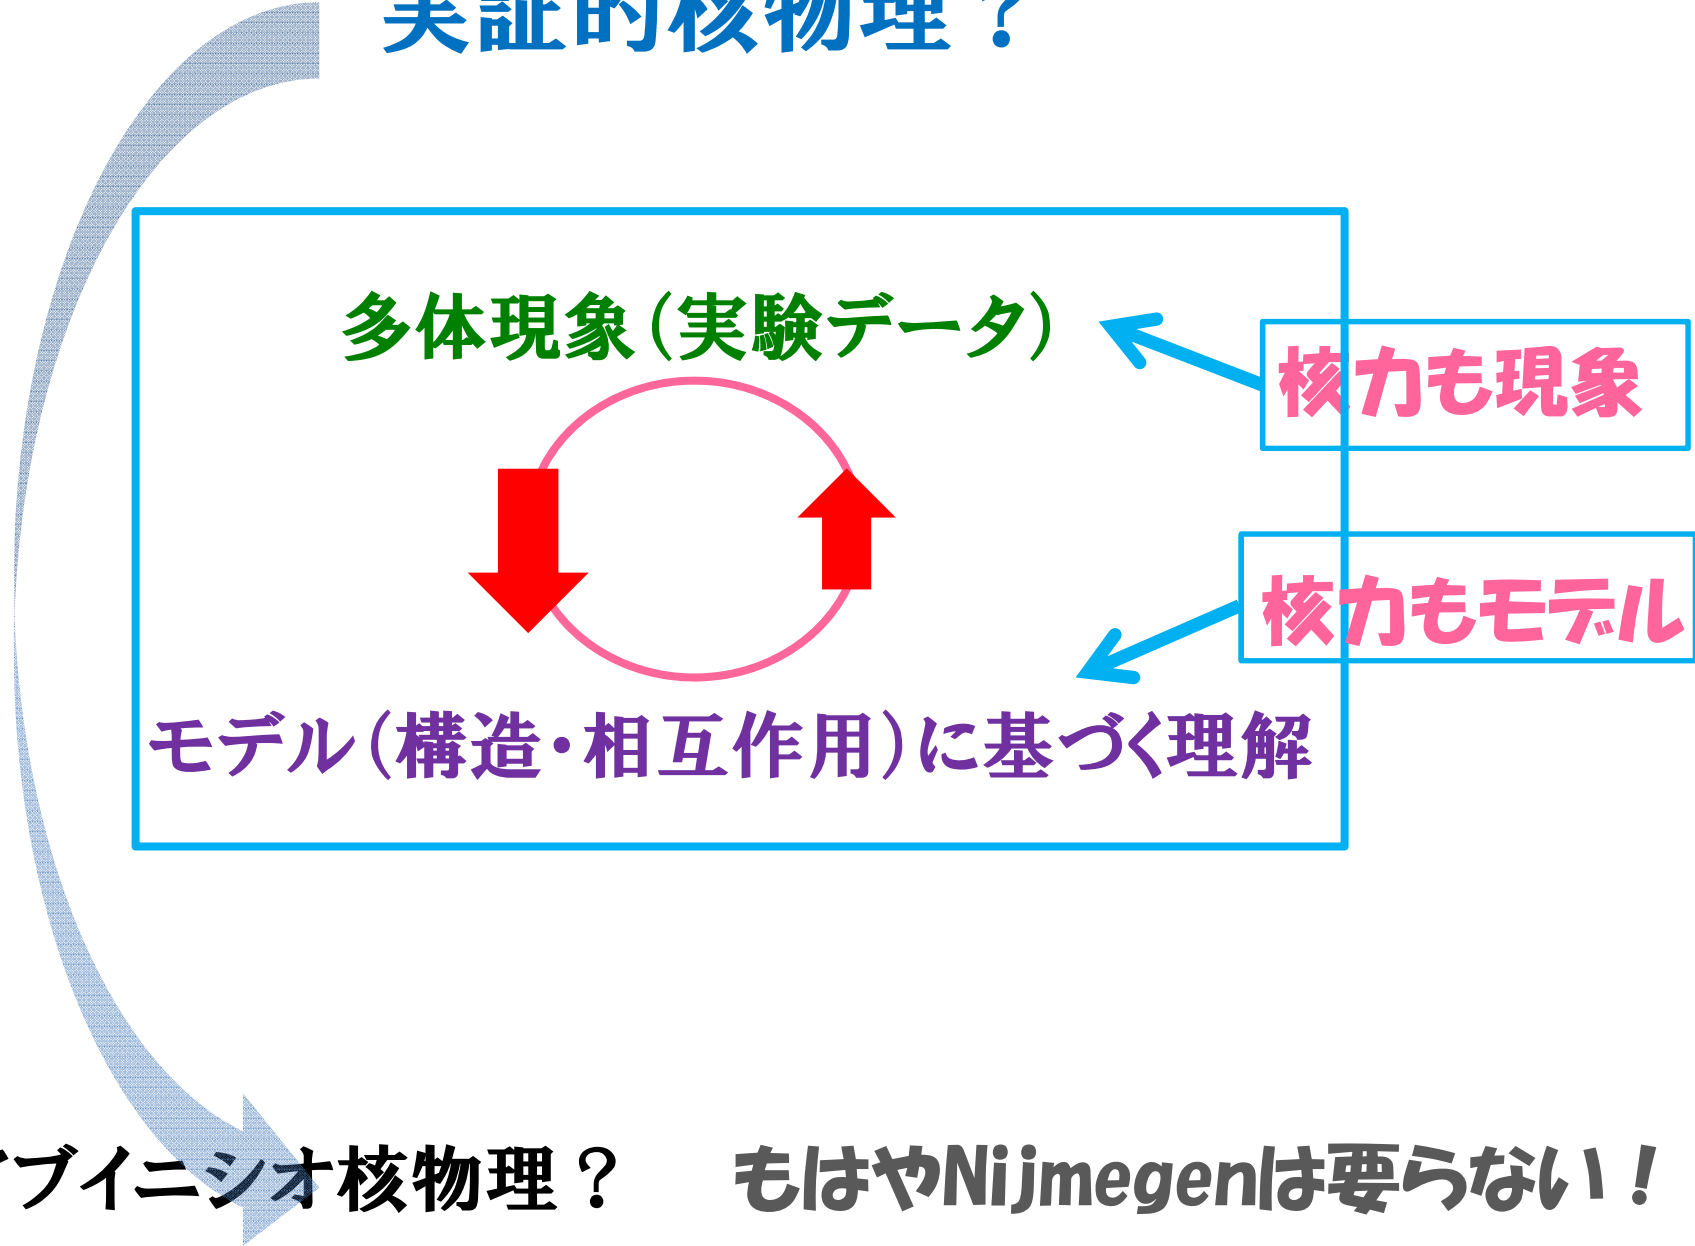 実証的核物理？
多体現象（実験データ）
核力も現象
核力もモデル
モデル（構造・相互作用）に基づく理解
ブイニシオ核物理？
もはやNijmegenは要らない！